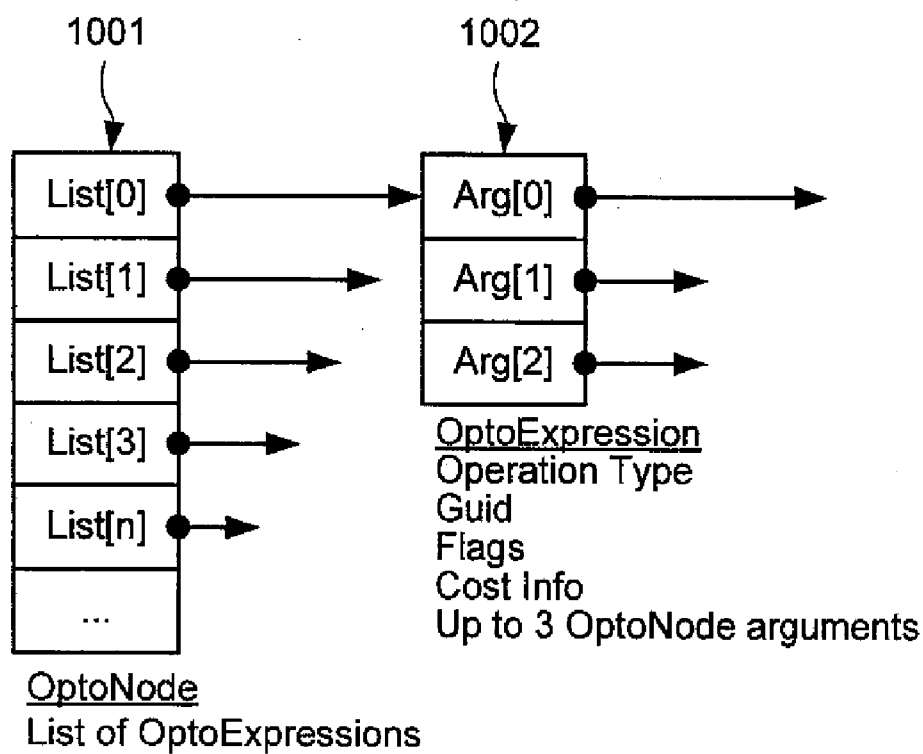 1001
1002
List[0]
Arg[0]
List[1]
Arg[1]
List[2]
Arg[2]
List[3]
List[n]
...
OptoExpression
Operation Type
Guid
Flags
Cost Info
Up to 3 OptoNode arguments
OptoNode
List of OptoExpressions